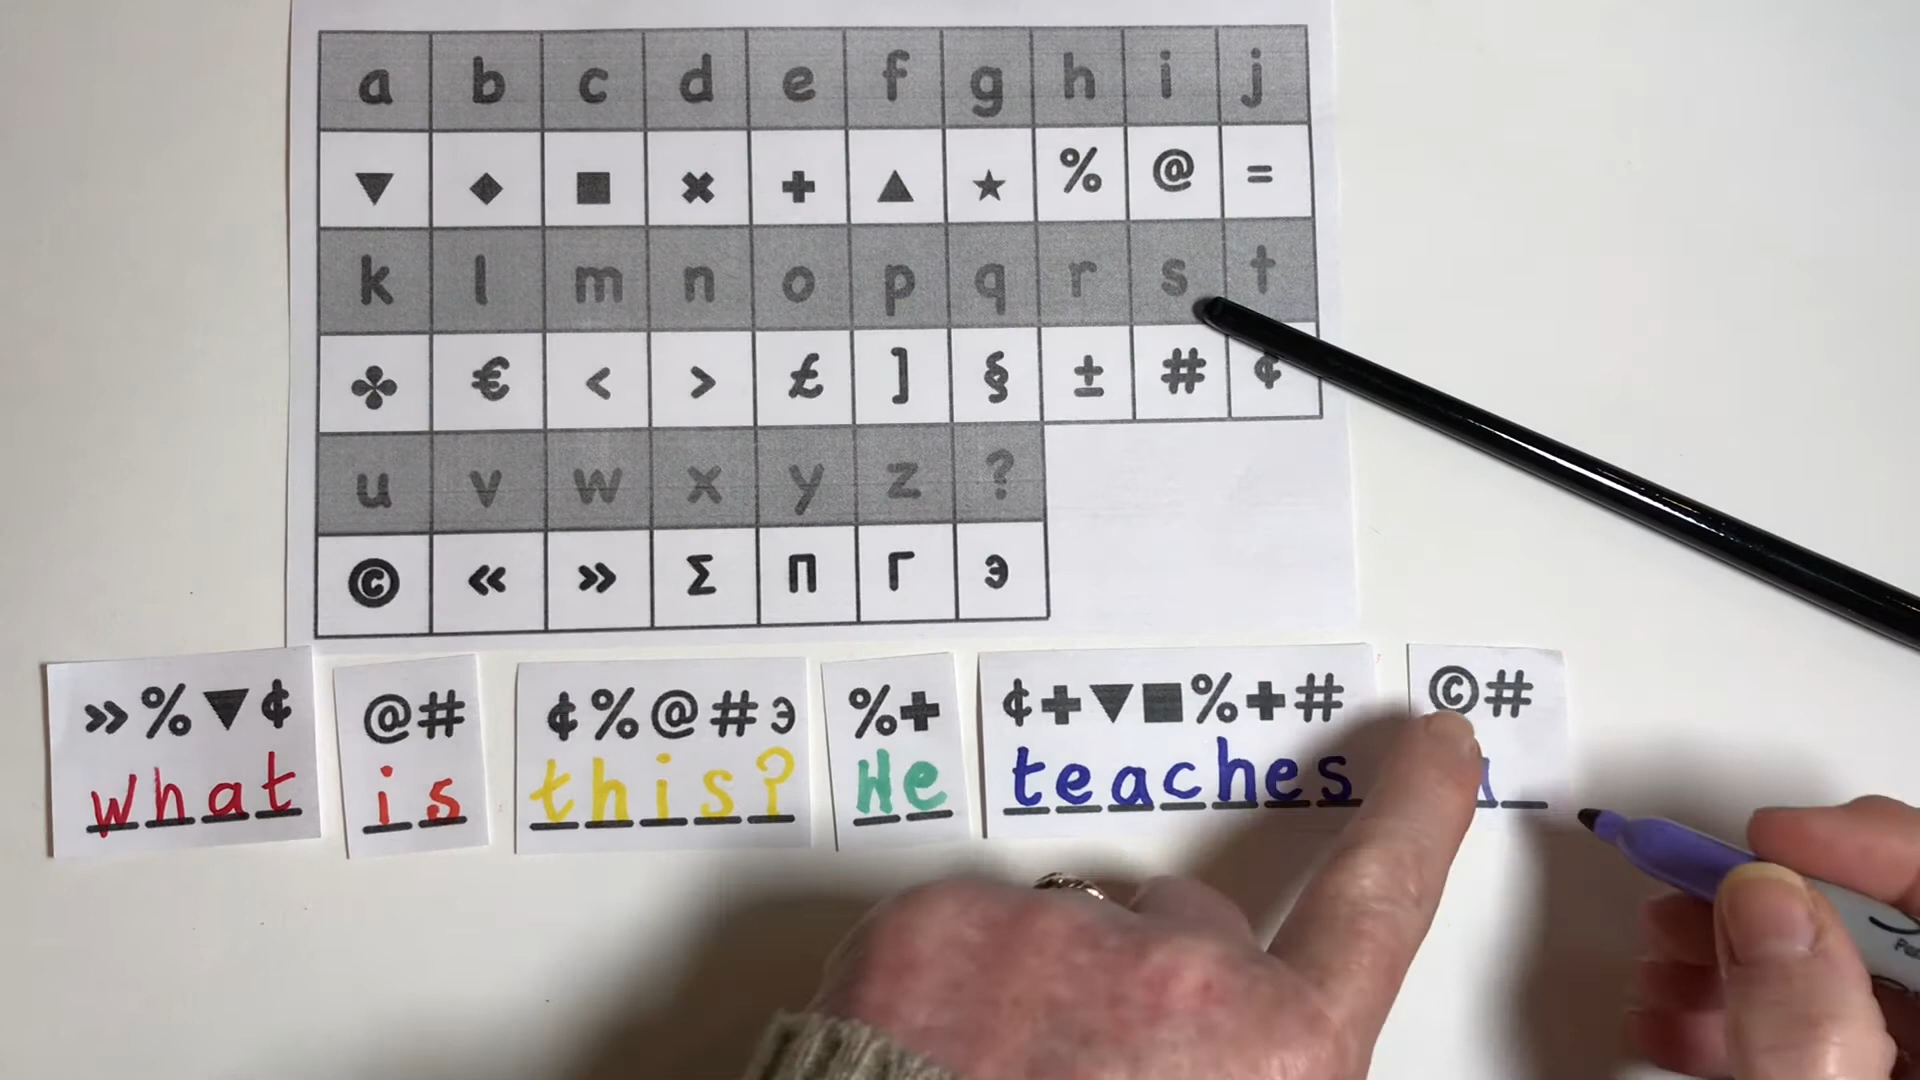 a b c d e f g h i j
▼ ◆ ■ ✖ ✚ ▲ ★ % @ =
k l m n o p q r s t
✤ € < > £ ] § ± # ¢
u v w x y z ?
© « » Σ П Г э
»%▼¢ @# ¢%@#э %✚ ¢✚▼■%✚# ©#
what is this? He teaches u